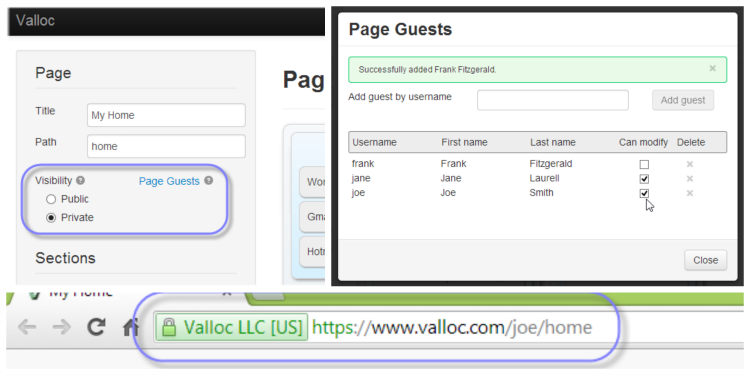 Valloc
Page
Title
My Home
Path
home
Visibility
Page Guests
Public
Private
Sections
Pag
Wor
Gma
Page Guests
Successfully added Frank Fitzgerald.
Add guest by username
Add guest
Username First name Last name Can modify Delete
frank Frank Fitzgerald
jane Jane Laurell
joe Joe Smith
Close
My Home
Valloc LLC [US] https://www.valloc.com/joe/home